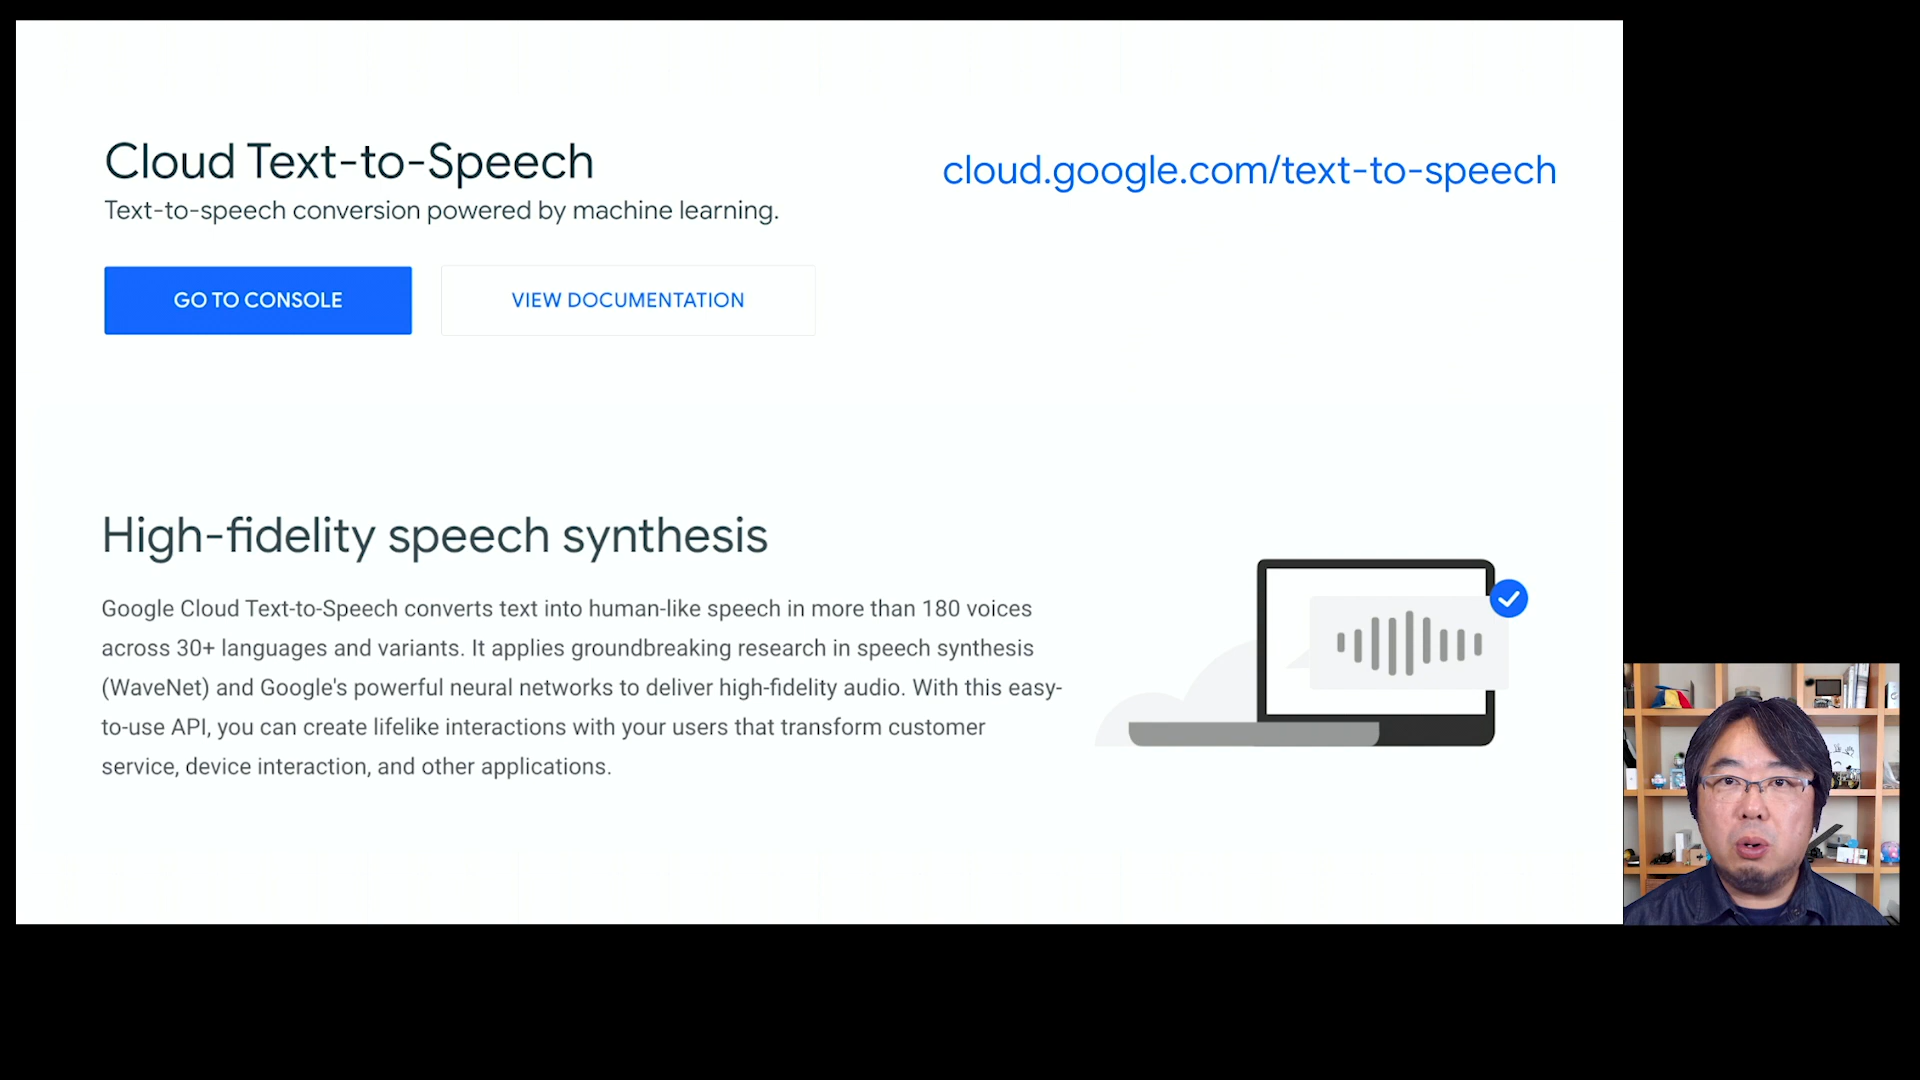 Cloud Text-to-Speech
Text-to-speech conversion powered by machine learning.
cloud.google.com/text-to-speech
GO TO CONSOLE
VIEW DOCUMENTATION
High-fidelity speech synthesis
Google Cloud Text-to-Speech converts text into human-like speech in more than 180 voices
across 30+ languages and variants. It applies groundbreaking research in speech synthesis
(WaveNet) and Google's powerful neural networks to deliver high-fidelity audio. With this easy-
to-use API, you can create lifelike interactions with your users that transform customer
service, device interaction, and other applications.